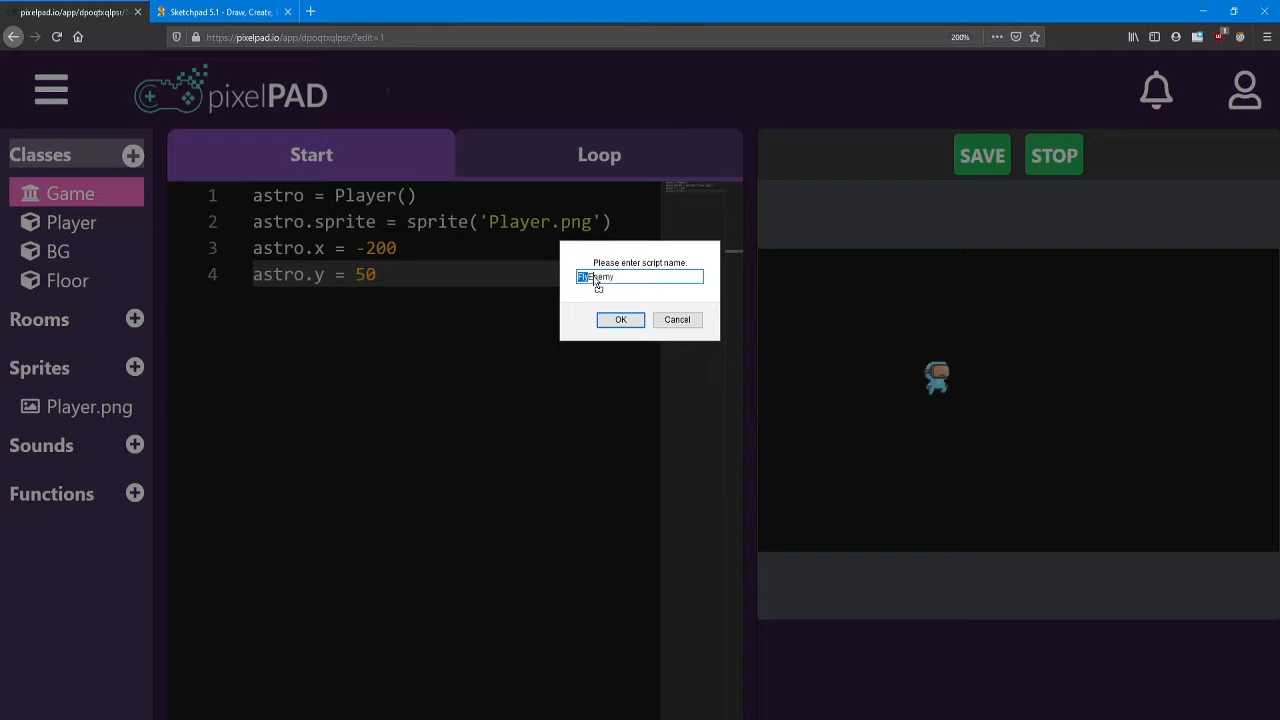 pixelpad.io/app/dpoqtxqlpsr/?
Sketchpad 5.1 - Draw, Create, S
https://pixelpad.io/app/dpoqtxqlpsr/?edit=1
200%
pixelPAD
Classes
Game
Player
BG
Floor
Rooms
Sprites
Player.png
Sounds
Functions
Start
Loop
1 astro = Player()
2 astro.sprite = sprite('Player.png')
3 astro.x = -200
4 astro.y = 50
Please enter script name.
FlyEnemy
OK
Cancel
SAVE
STOP